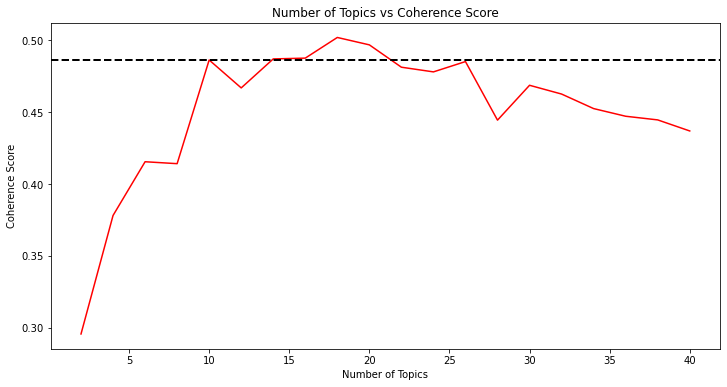 Number of Topics vs Coherence Score
Coherence Score
0.50
0.45
0.40
0.35
0.30
5 10 15 20 25 30 35 40
Number of Topics